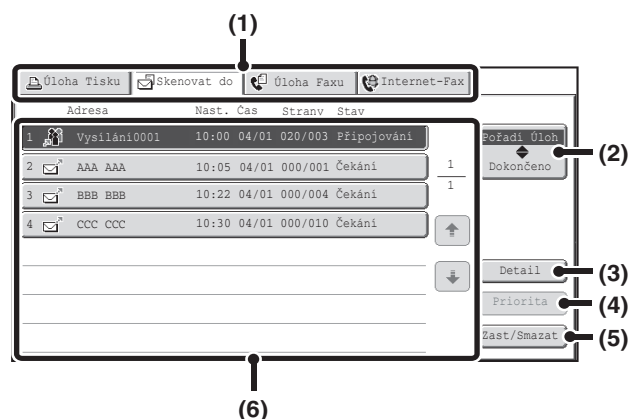 (1)
Úloha Tisku Skenovat do Úloha Faxu Internet-Fax
Adresa Nast. Čas Strany Stav
1 Vysílání0001 10:00 04/01 020/003 Připojování
2 AAA AAA 10:05 04/01 000/001 Čekání
3 BBB BBB 10:22 04/01 000/004 Čekání
4 CCC CCC 10:30 04/01 000/010 Čekání
1
1
Pořadí Úloh
Dokončeno
(2)
Detail
(3)
Priorita
(4)
Zast/Smazat
(5)
(6)